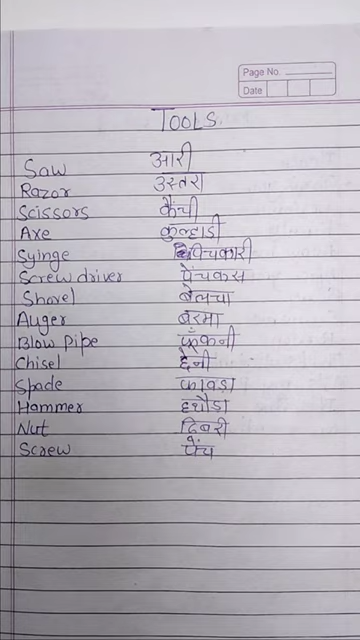 Page No.
Date
TOOLS
Saw आरी
Razor उस्तरा
Scissors कैंची
Axe कुल्हाडी
Syinge पिचकारी
Screw driver पेंचकस
Shovel बेलचा
Auger बरमा
Blow Pipe फूँकनी
Chisel छेनी
Spade फावड़ा
Hammer हथौड़ा
Nut ढिबरी
Screw पेंच